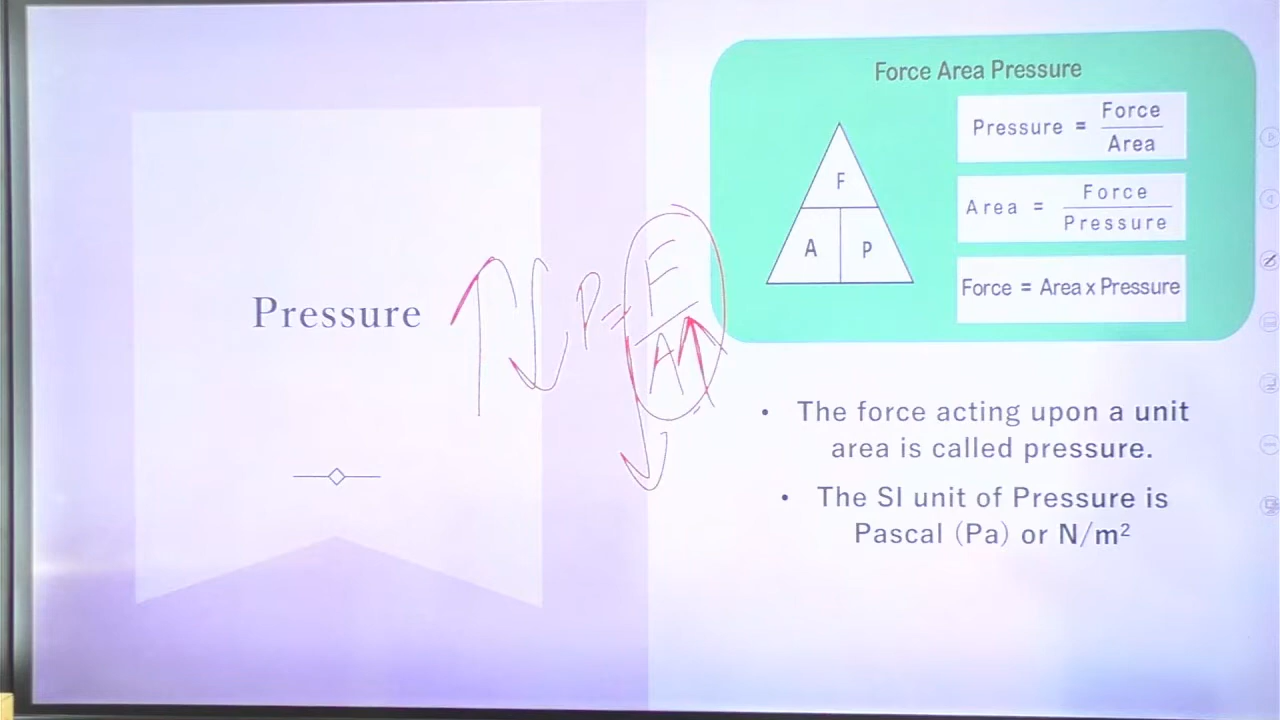 Pressure
P = F/A
Force Area Pressure
F
A P
Pressure = Force
Area
Area = Force
Pressure
Force = Area x Pressure
• The force acting upon a unit
area is called pressure.
• The SI unit of Pressure is
Pascal (Pa) or N/m²